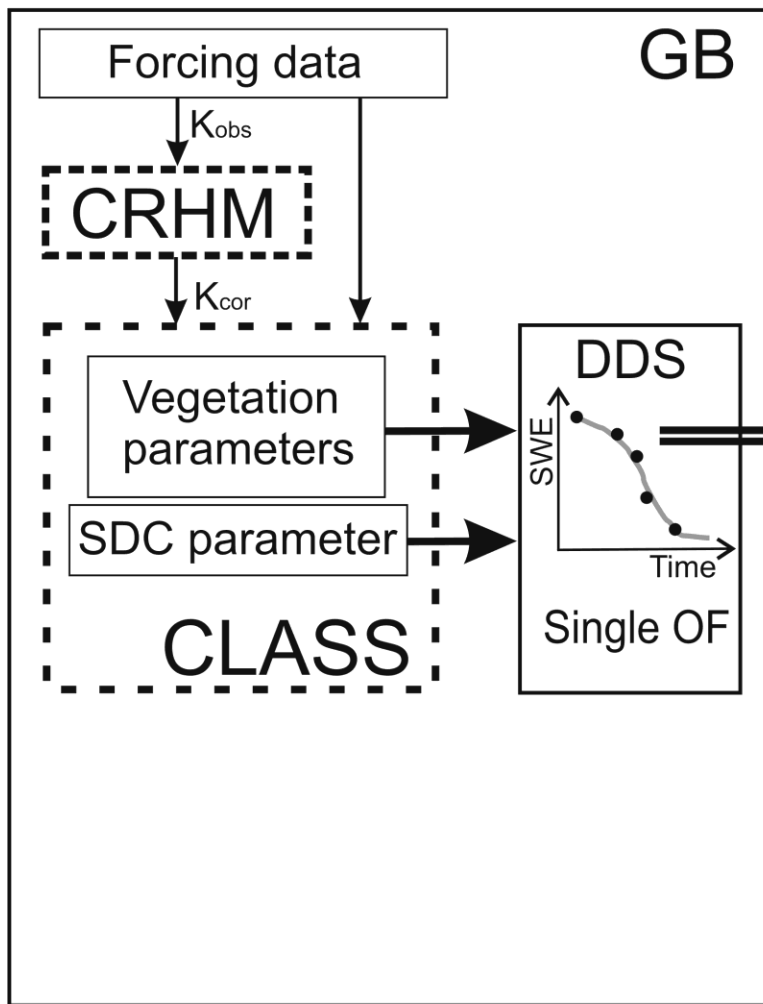 GB
Forcing data
Kobs
CRHM
Kcor
Vegetation
parameters
SDC parameter
CLASS
DDS
SWE
Time
Single OF